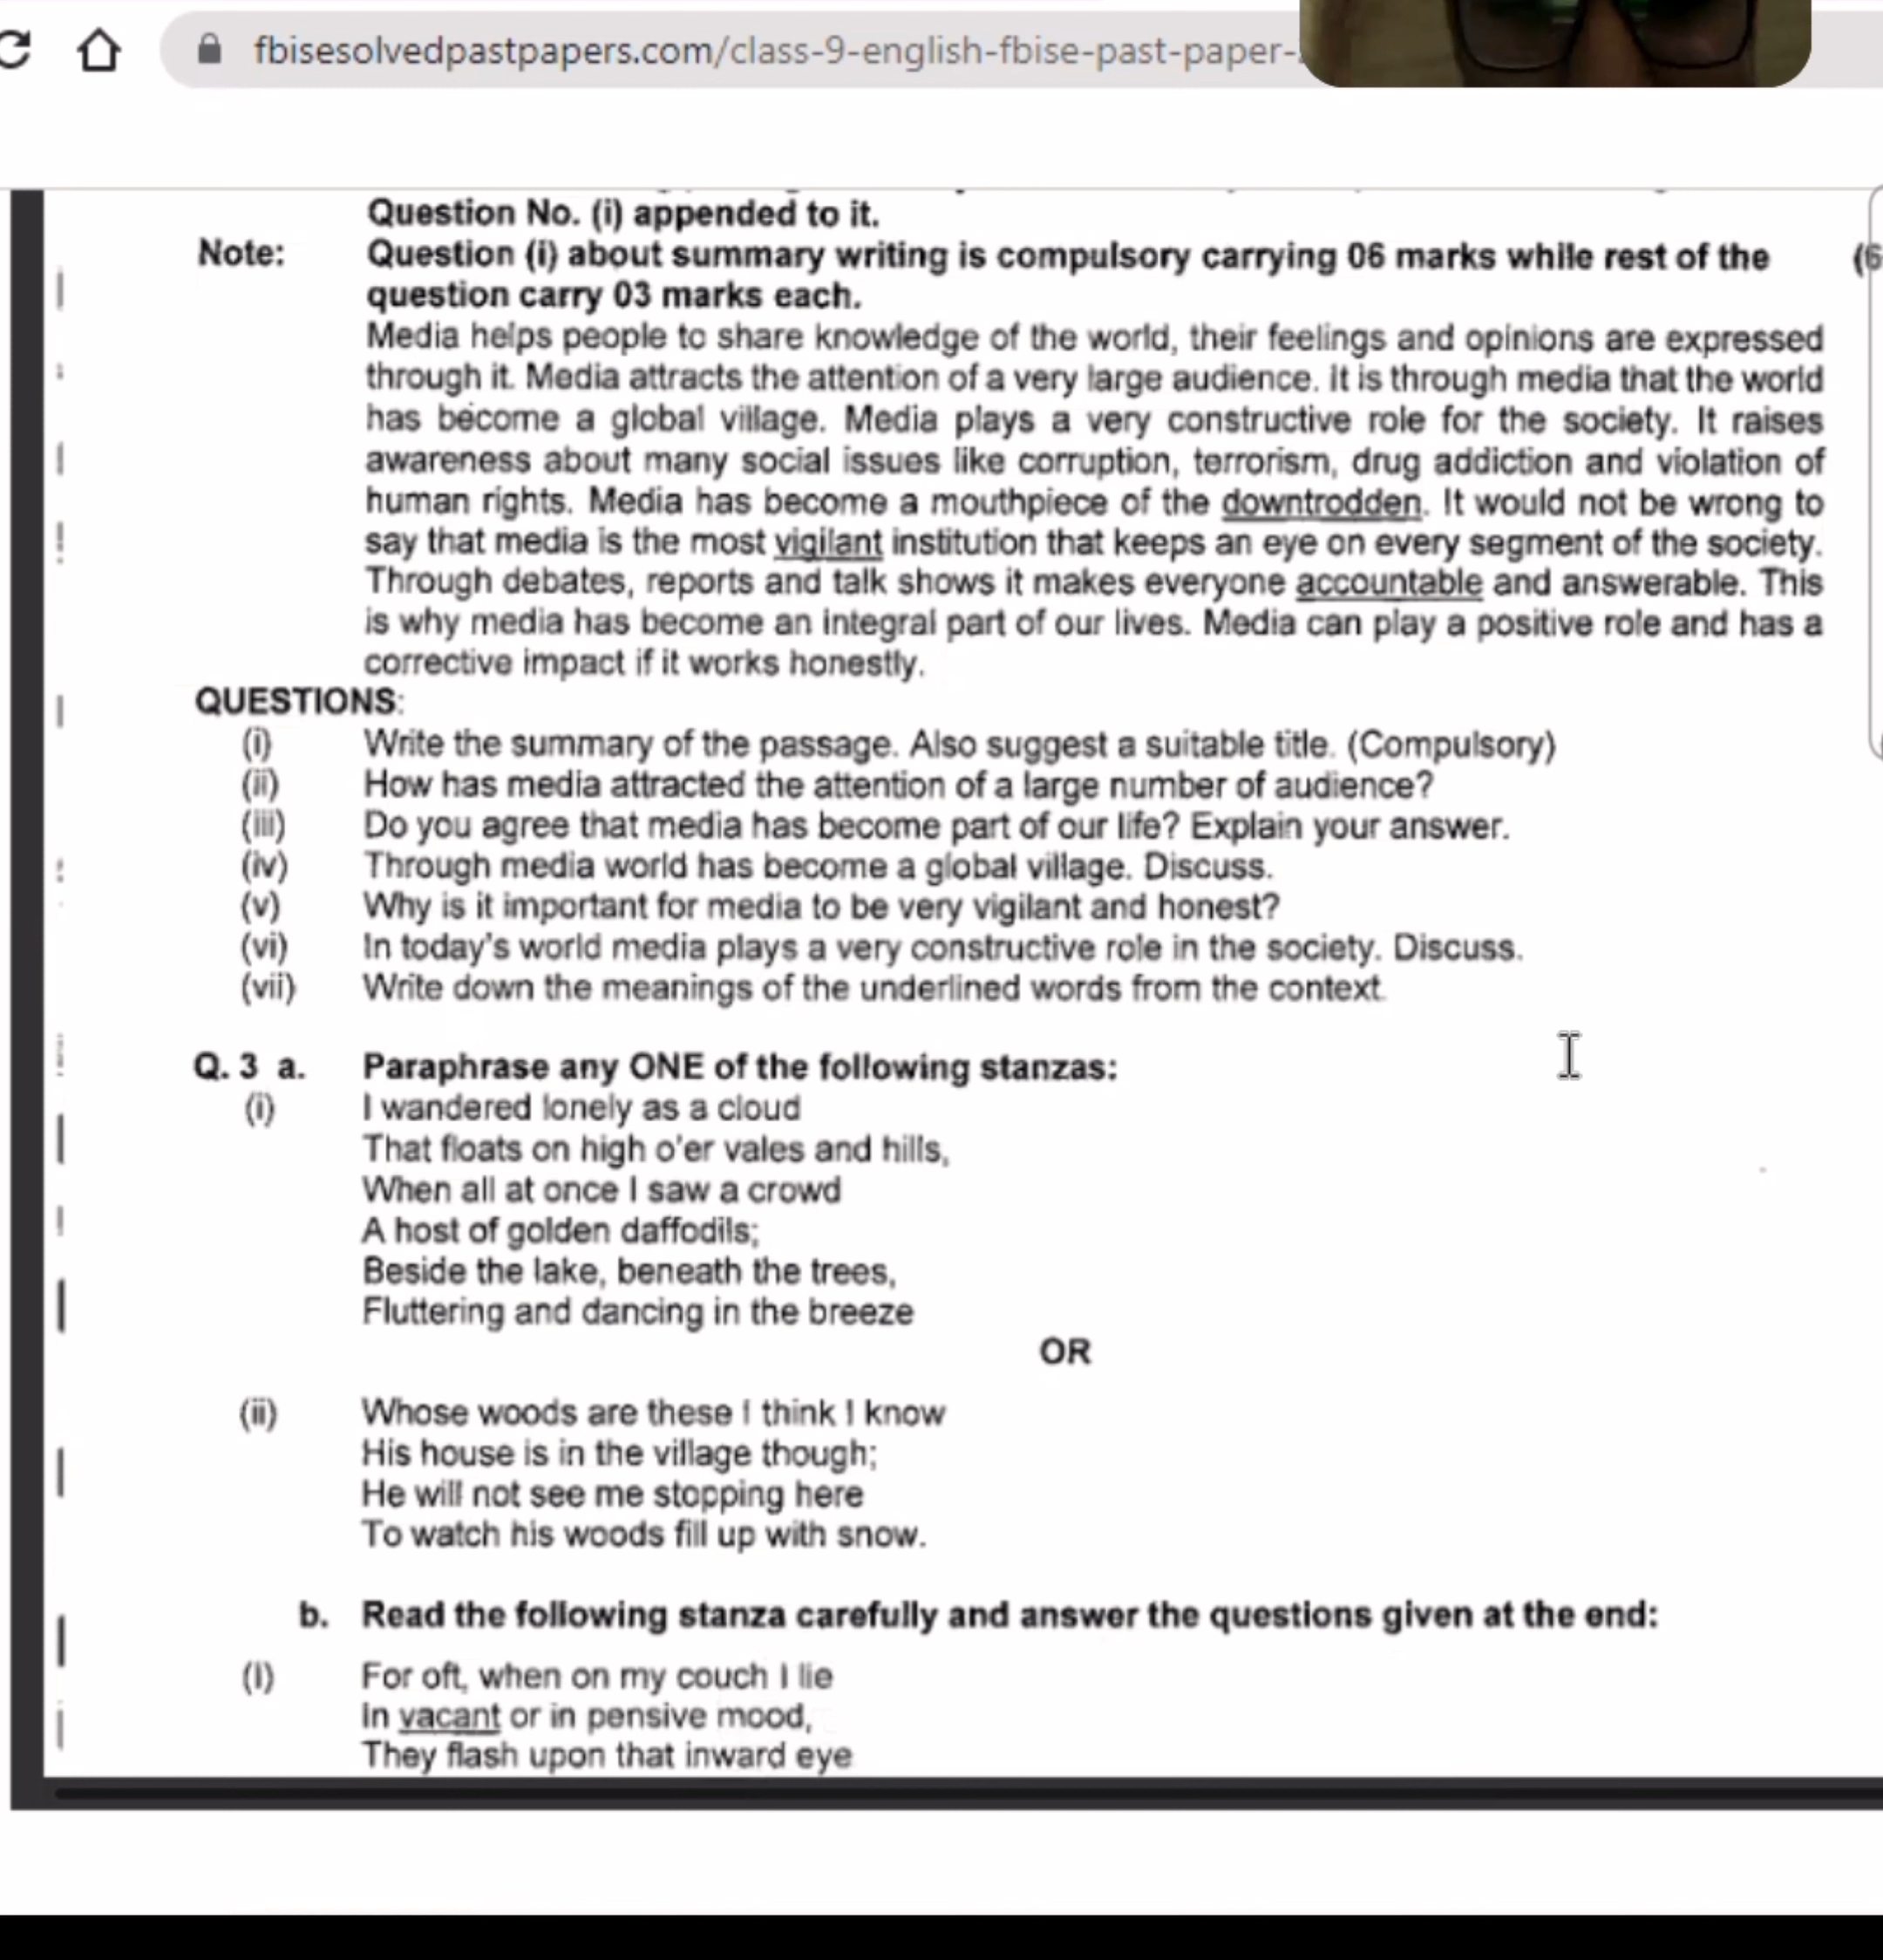 fbisesolvedpastpapers.com/class-9-english-fbise-past-paper-
Question No. (i) appended to it.
Note: Question (i) about summary writing is compulsory carrying 06 marks while rest of the (6
question carry 03 marks each.
Media helps people to share knowledge of the world, their feelings and opinions are expressed
through it. Media attracts the attention of a very large audience. It is through media that the world
has become a global village. Media plays a very constructive role for the society. It raises
awareness about many social issues like corruption, terrorism, drug addiction and violation of
human rights. Media has become a mouthpiece of the downtrodden. It would not be wrong to
say that media is the most vigilant institution that keeps an eye on every segment of the society.
Through debates, reports and talk shows it makes everyone accountable and answerable. This
is why media has become an integral part of our lives. Media can play a positive role and has a
corrective impact if it works honestly.
QUESTIONS:
(i) Write the summary of the passage. Also suggest a suitable title. (Compulsory)
(ii) How has media attracted the attention of a large number of audience?
(iii) Do you agree that media has become part of our life? Explain your answer.
(iv) Through media world has become a global village. Discuss.
(v) Why is it important for media to be very vigilant and honest?
(vi) In today's world media plays a very constructive role in the society. Discuss.
(vii) Write down the meanings of the underlined words from the context.
Q. 3 a. Paraphrase any ONE of the following stanzas:
(i) I wandered lonely as a cloud
That floats on high o'er vales and hills,
When all at once I saw a crowd
A host of golden daffodils;
Beside the lake, beneath the trees,
Fluttering and dancing in the breeze
OR
(ii) Whose woods are these I think I know
His house is in the village though;
He will not see me stopping here
To watch his woods fill up with snow.
b. Read the following stanza carefully and answer the questions given at the end:
(i) For oft, when on my couch I lie
In vacant or in pensive mood,
They flash upon that inward eye